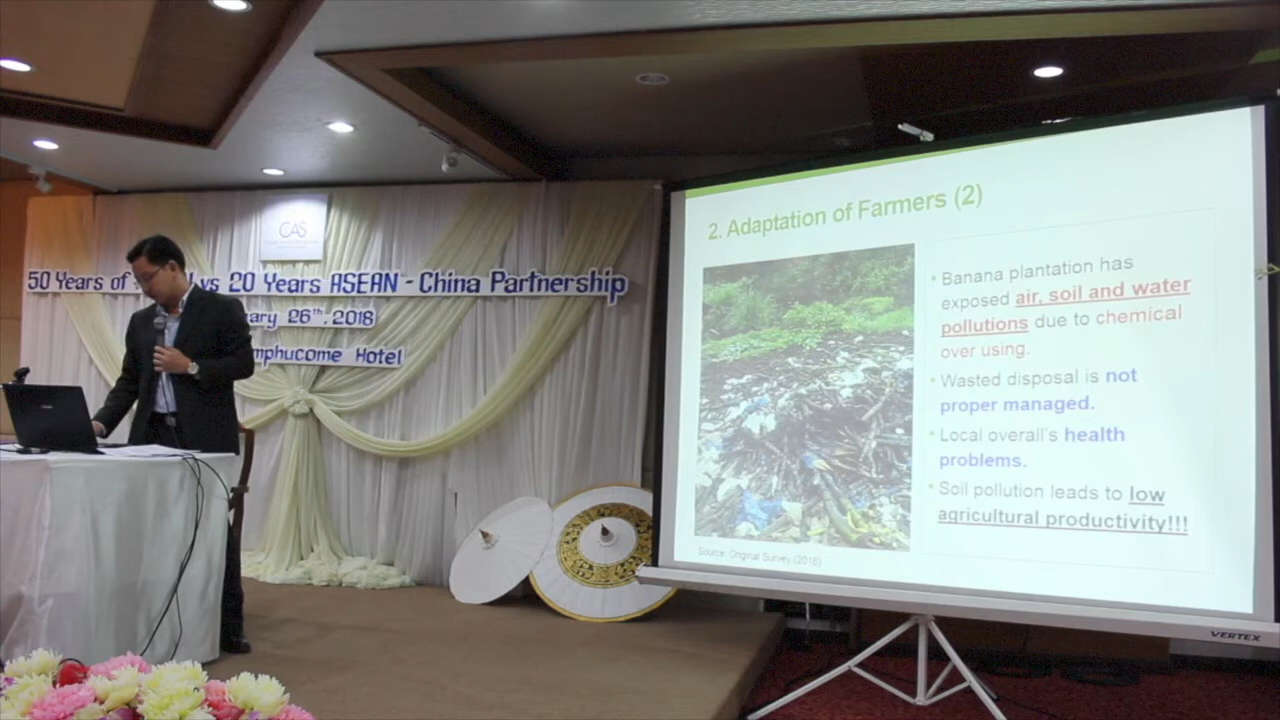 CAS
50 Years of vs 20 Years ASEAN - China Partnership
uary 26th, 2018
mphucome Hotel
2. Adaptation of Farmers (2)
• Banana plantation has
exposed air, soil and water
pollutions due to chemical
over using.
• Wasted disposal is not
proper managed.
• Local overall's health
problems.
• Soil pollution leads to low
agricultural productivity!!!
Source: Original Survey (2016)
VERTEX